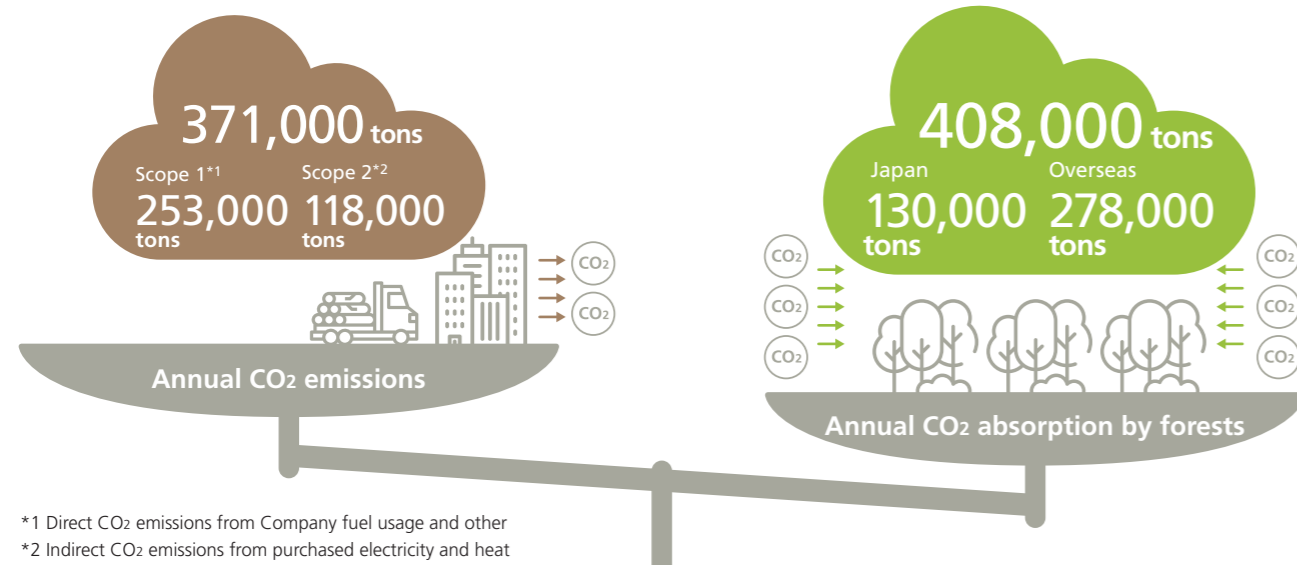 371,000 tons
Scope 1*1
Scope 2*2
253,000
tons
118,000
tons
CO2
CO2
Annual CO2 emissions
408,000 tons
Japan
Overseas
130,000
tons
278,000
tons
CO2
CO2
CO2
CO2
CO2
CO2
Annual CO2 absorption by forests
*1 Direct CO2 emissions from Company fuel usage and other
*2 Indirect CO2 emissions from purchased electricity and heat